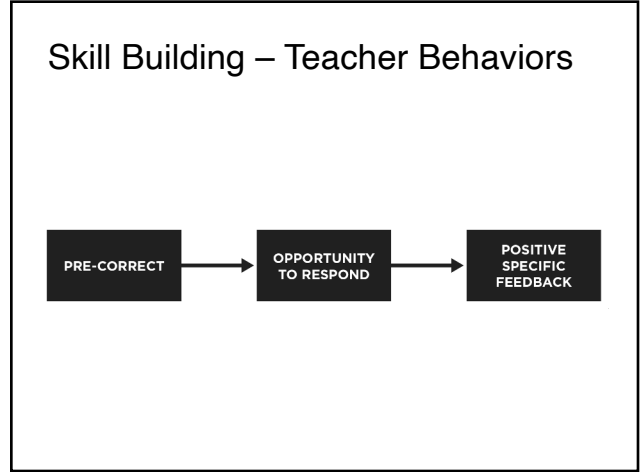 Skill Building – Teacher Behaviors
PRE-CORRECT
OPPORTUNITY
TO RESPOND
POSITIVE
SPECIFIC
FEEDBACK